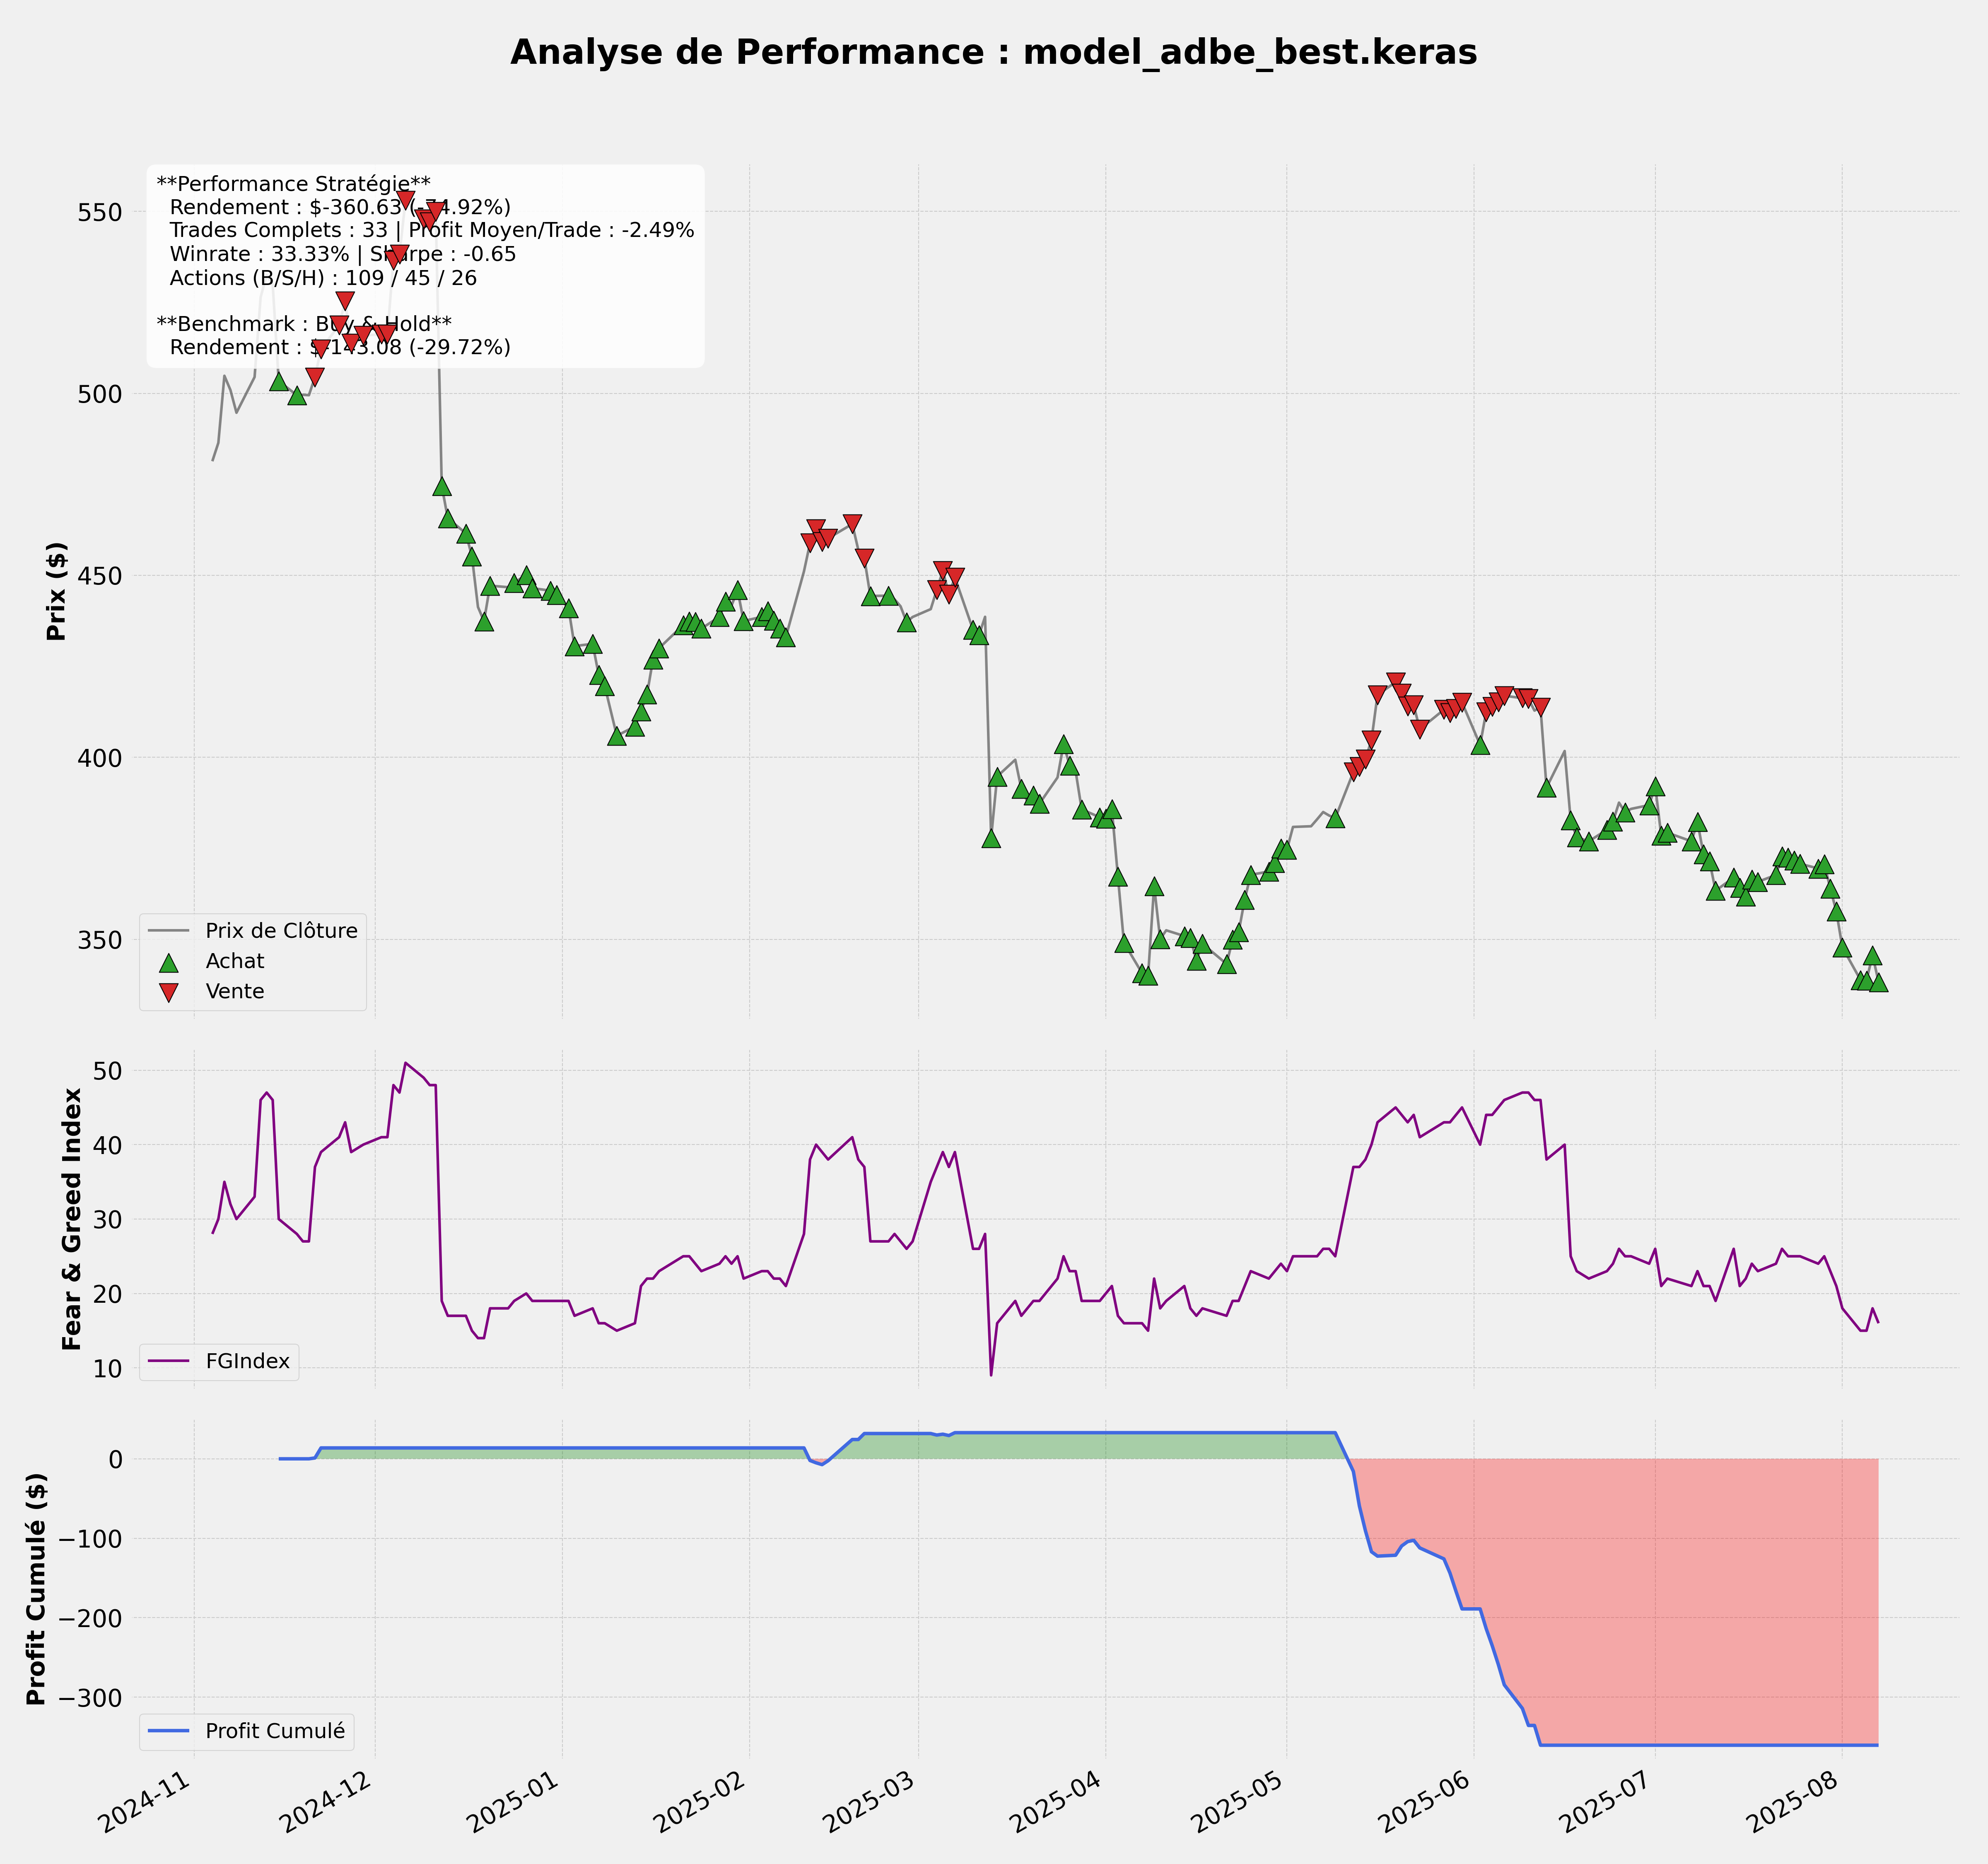 Analyse de Performance : model_adbe_best.keras
**Performance Stratégie**
Rendement : $-360.63 (-74.92%)
Trades Complets : 33 | Profit Moyen/Trade : -2.49%
Winrate : 33.33% | Sharpe : -0.65
Actions (B/S/H) : 109 / 45 / 26
**Benchmark : Buy & Hold**
Rendement : $-143.08 (-29.72%)
Prix ($)
550
500
450
400
350
Prix de Clôture
Achat
Vente
Fear & Greed Index
50
40
30
20
10
FGIndex
Profit Cumulé ($)
0
−100
−200
−300
Profit Cumulé
2024-11
2024-12
2025-01
2025-02
2025-03
2025-04
2025-05
2025-06
2025-07
2025-08